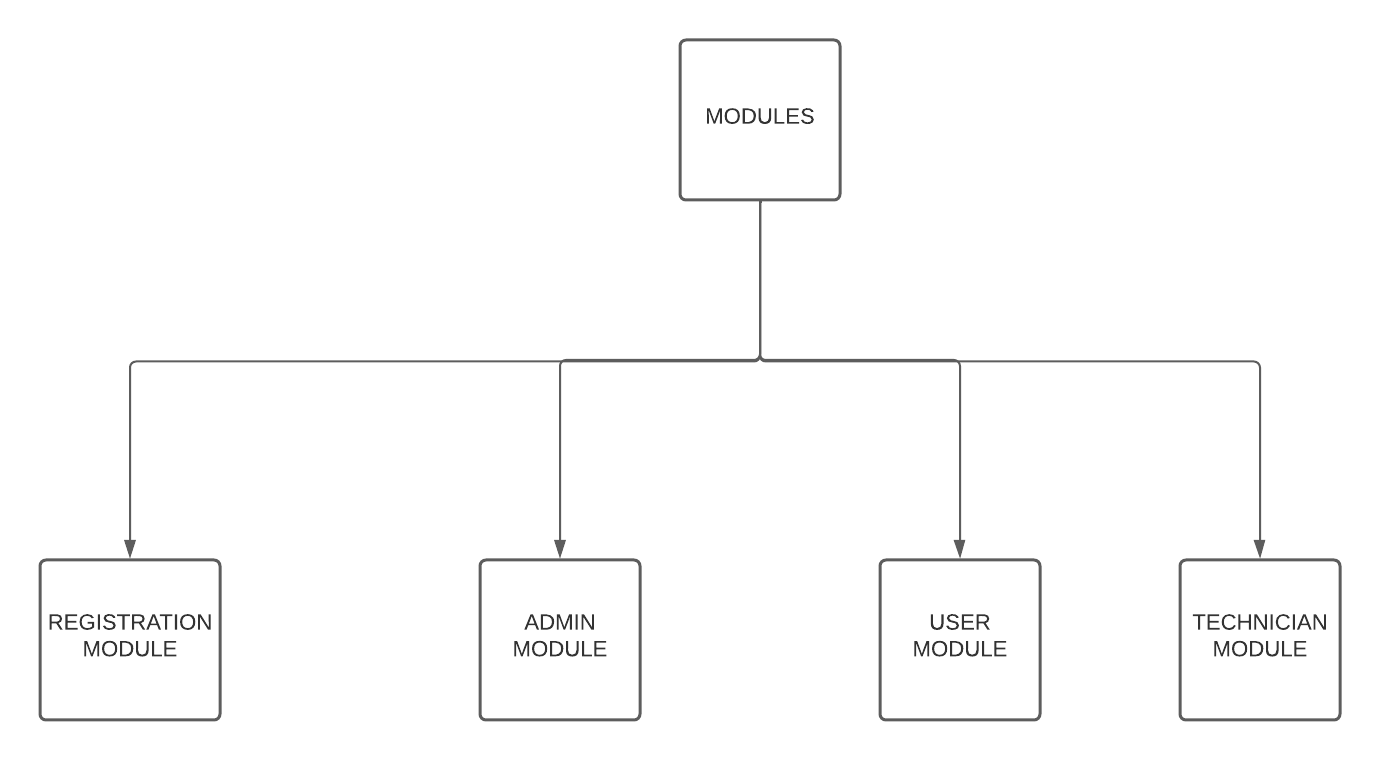 MODULES
REGISTRATION
MODULE
ADMIN
MODULE
USER
MODULE
TECHNICIAN
MODULE